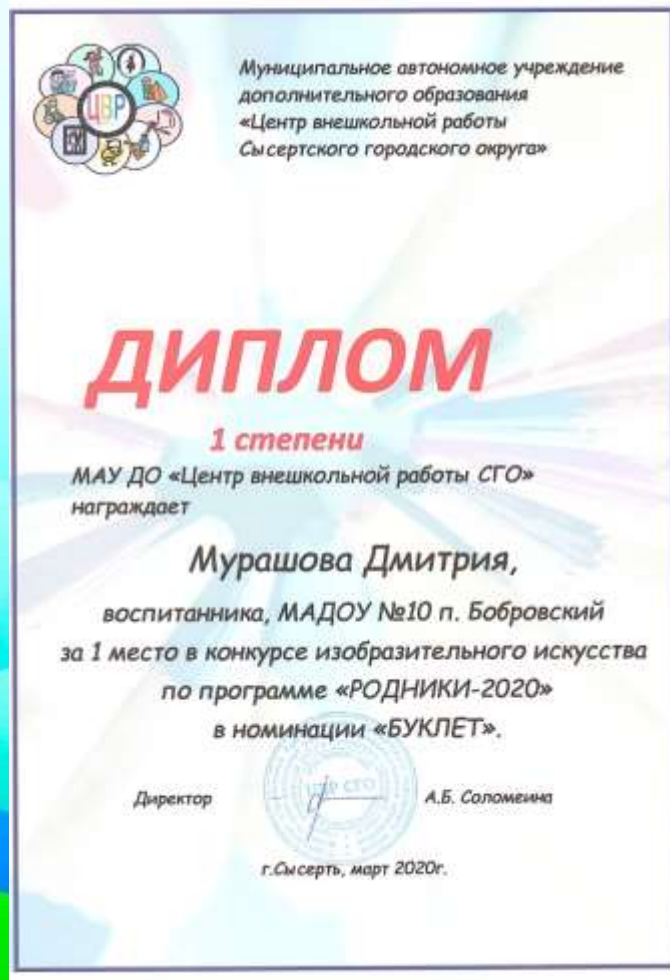 ЦВР
Муниципальное автономное учреждение
дополнительного образования
«Центр внешкольной работы
Сысертского городского округа»
ДИПЛОМ
1 степени
МАУ ДО «Центр внешкольной работы СГО»
награждает
Мурашова Дмитрия,
воспитанника, МАДОУ №10 п. Бобровский
за 1 место в конкурсе изобразительного искусства
по программе «РОДНИКИ-2020»
в номинации «БУКЛЕТ».
ЦВР СГО
Директор
А.Б. Соломеина
г.Сысерть, март 2020г.